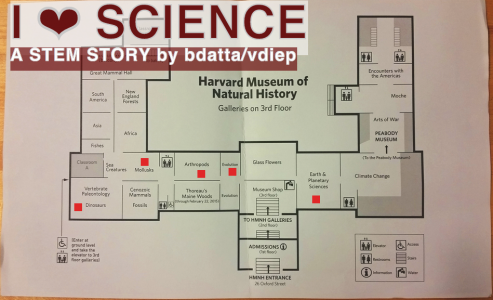 I ❤ SCIENCE
A STEM STORY by bdatta/vdiep
Great Mammal Hall
Harvard Museum of
Natural History
Galleries on 3rd Floor
South
America
New
England
Forests
Asia
Africa
Fishes
Encounters with
the Americas
Moche
Arts of War
PEABODY
MUSEUM
(To the Peabody Museum)
Classroom
A
Sea
Creatures
Mollusks
Arthropods
Evolution
Glass Flowers
Earth &
Planetary
Sciences
Climate Change
Vertebrate
Paleontology
Dinosaurs
Cenozoic
Mammals
Fossils
Thoreau's
Maine Woods
(through February 23, 2015)
Evolution
Museum Shop
(3rd floor)
TO HMNH GALLERIES
(2nd floor)
ADMISSIONS
(1st floor)
HMNH ENTRANCE
26 Oxford Street
(Enter at
ground level
and take the
elevator to 3rd
floor galleries)
Elevator
Access
Restrooms
Stairs
Information
Water